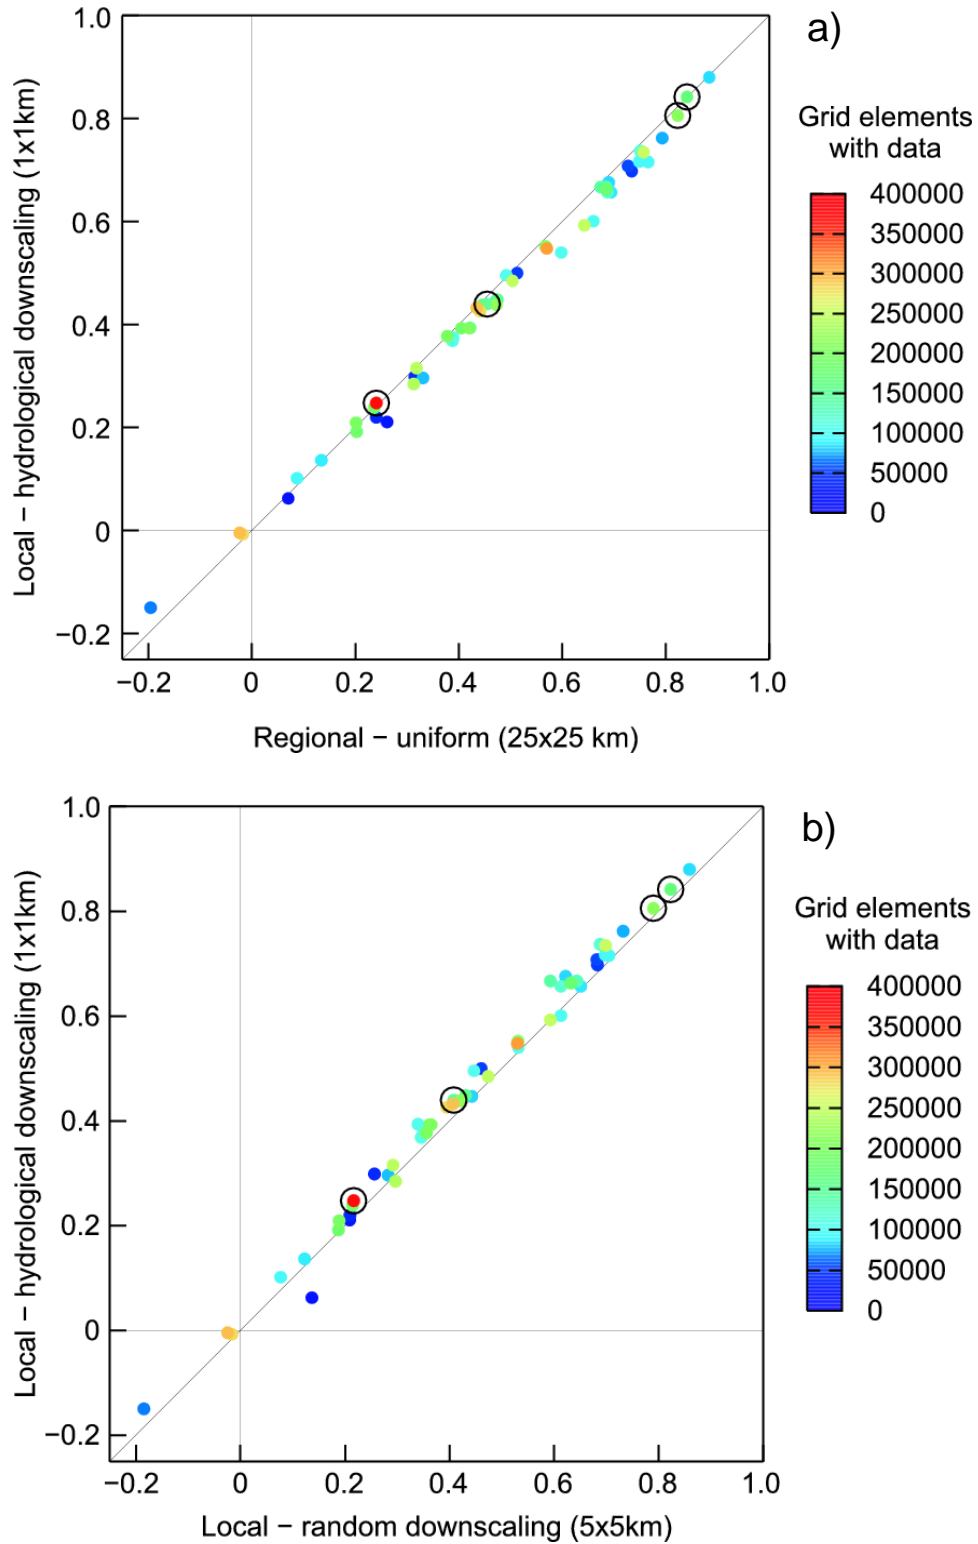 a)
1.0
0.8
0.6
0.4
0.2
0
−0.2
Local − hydrological downscaling (1x1km)
−0.2 0 0.2 0.4 0.6 0.8 1.0
Regional − uniform (25x25 km)
Grid elements
with data
400000
350000
300000
250000
200000
150000
100000
50000
0
b)
1.0
0.8
0.6
0.4
0.2
0
−0.2
Local − hydrological downscaling (1x1km)
−0.2 0 0.2 0.4 0.6 0.8 1.0
Local − random downscaling (5x5km)
Grid elements
with data
400000
350000
300000
250000
200000
150000
100000
50000
0